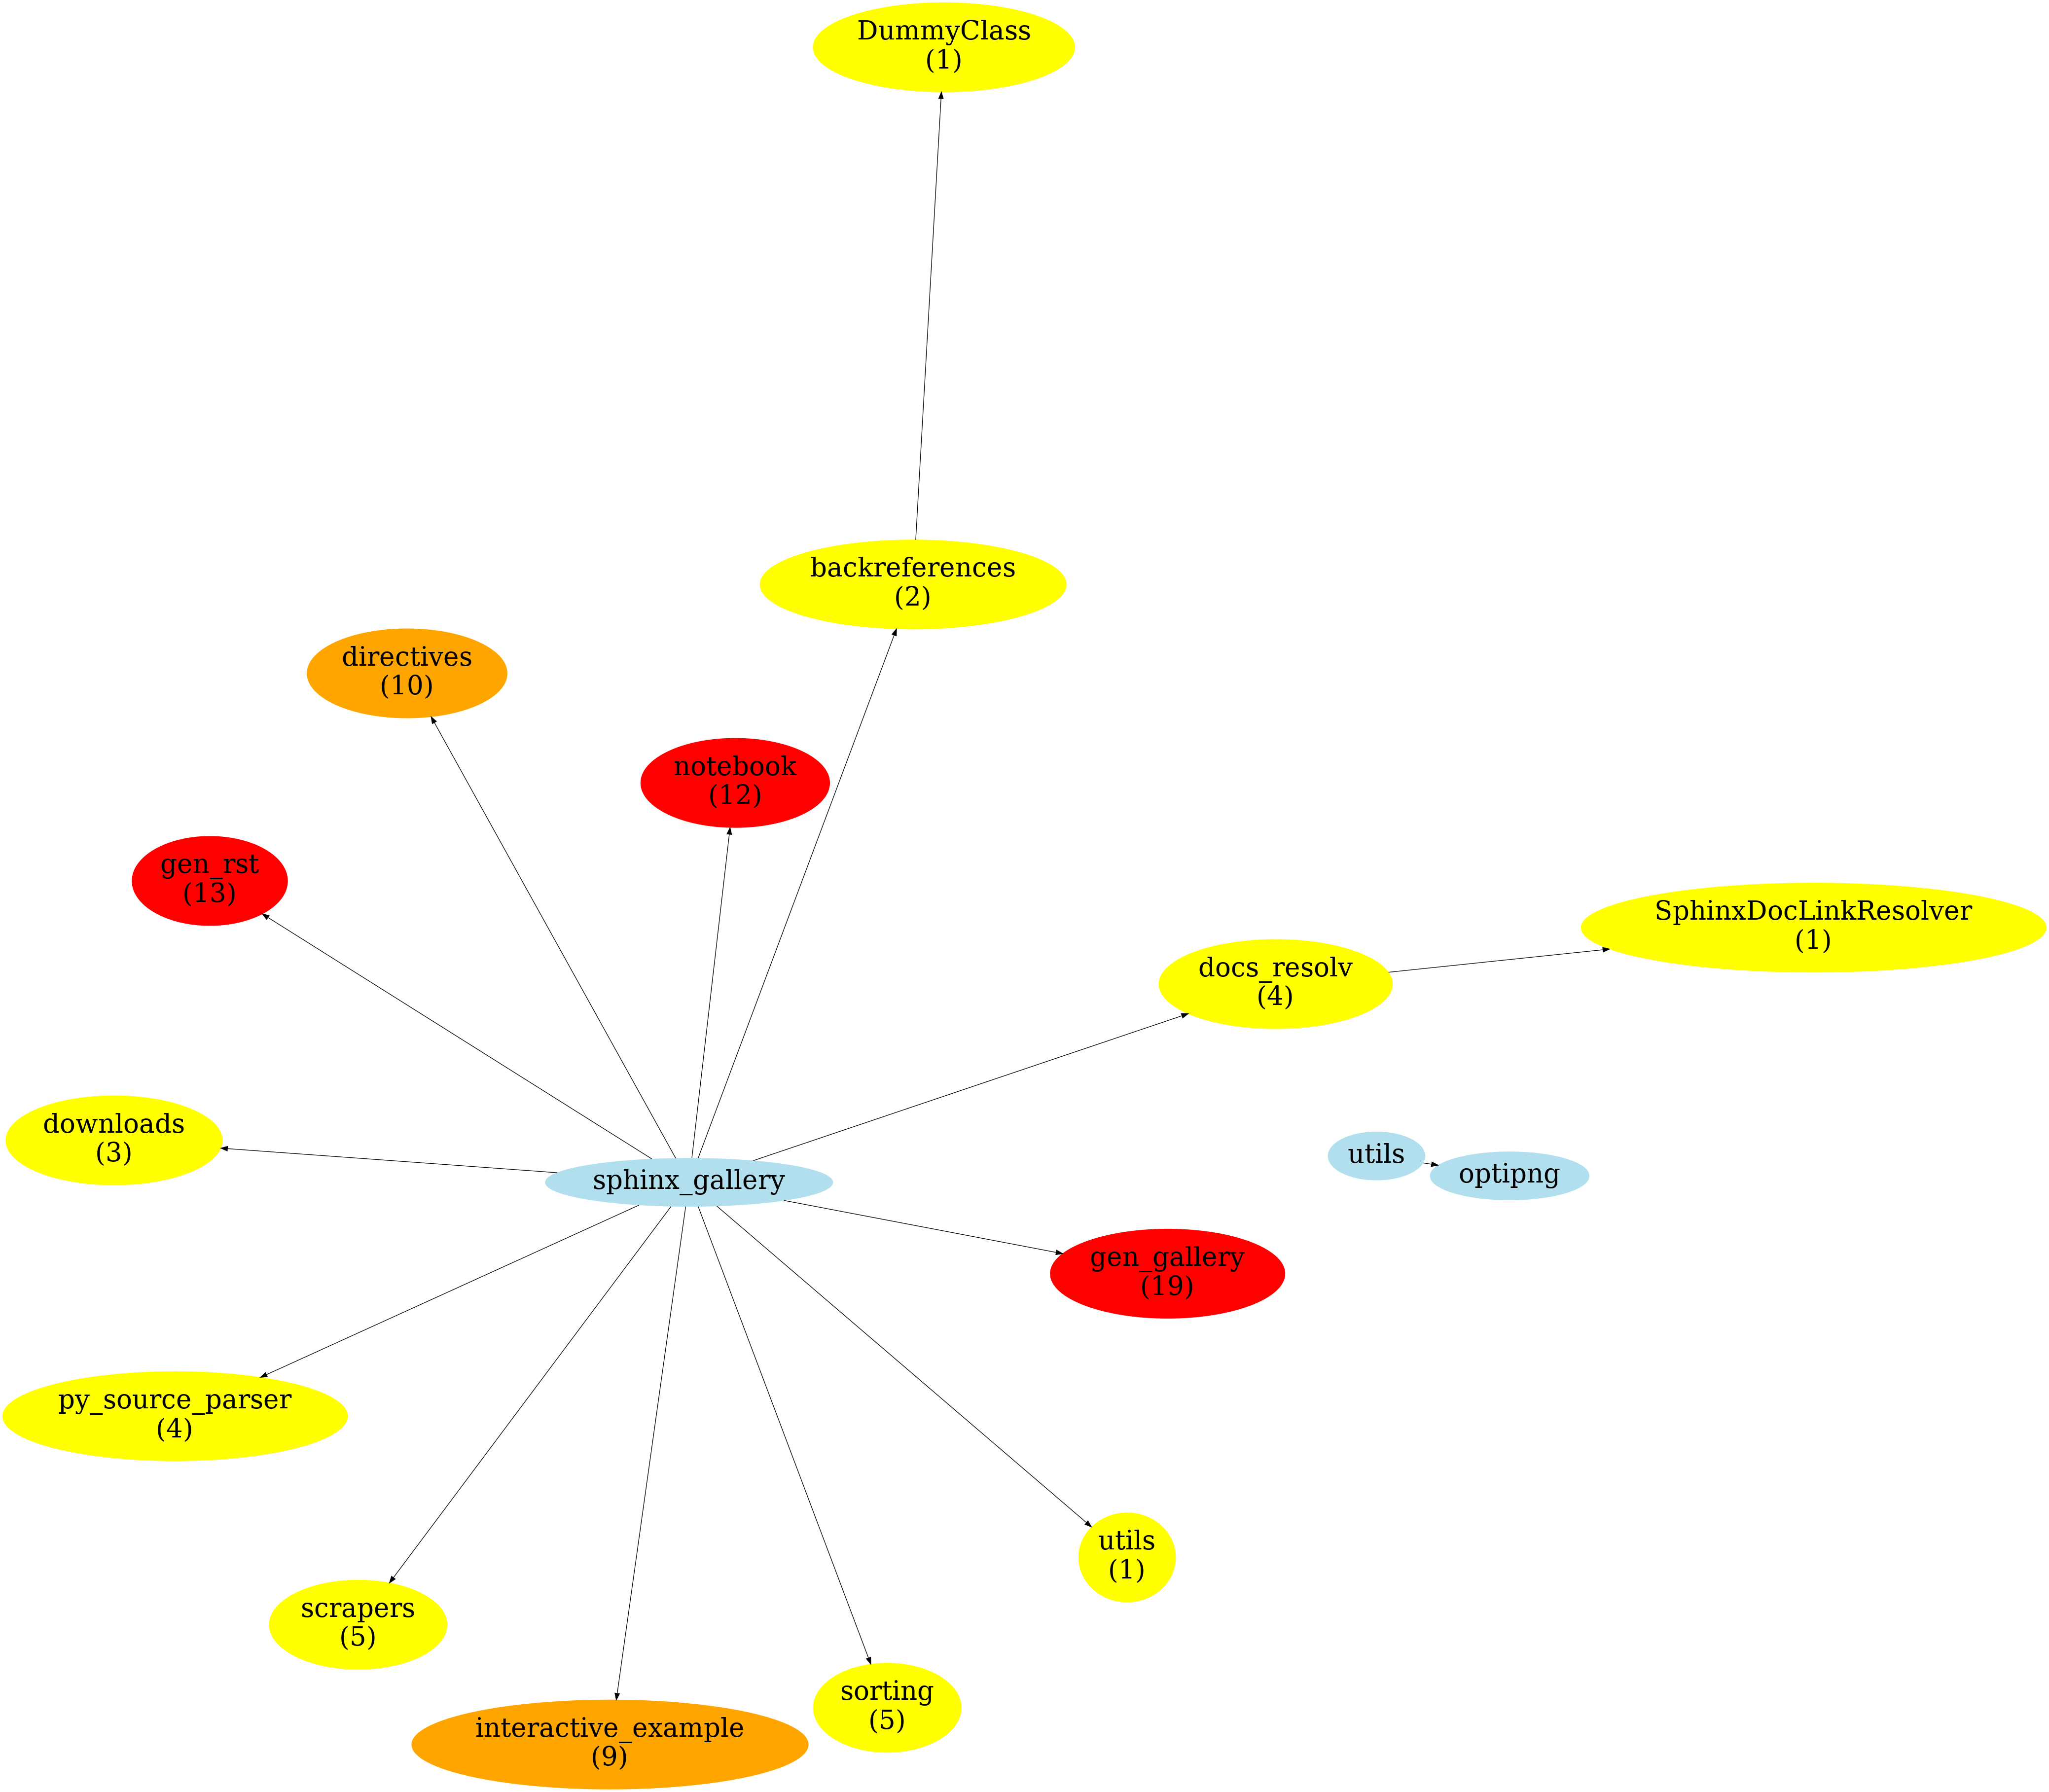 DummyClass
(1)
backreferences
(2)
directives
(10)
notebook
(12)
gen_rst
(13)
SphinxDocLinkResolver
(1)
docs_resolv
(4)
downloads
(3)
utils
optipng
sphinx_gallery
gen_gallery
(19)
py_source_parser
(4)
utils
(1)
scrapers
(5)
sorting
(5)
interactive_example
(9)